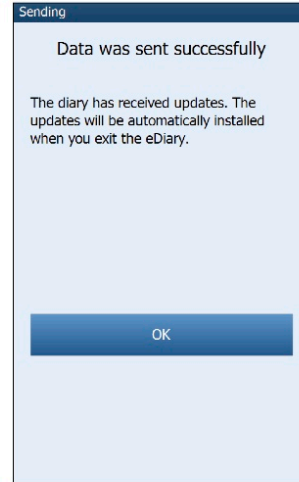 Sending
Data was sent successfully
The diary has received updates. The
updates will be automatically installed
when you exit the eDiary.
OK